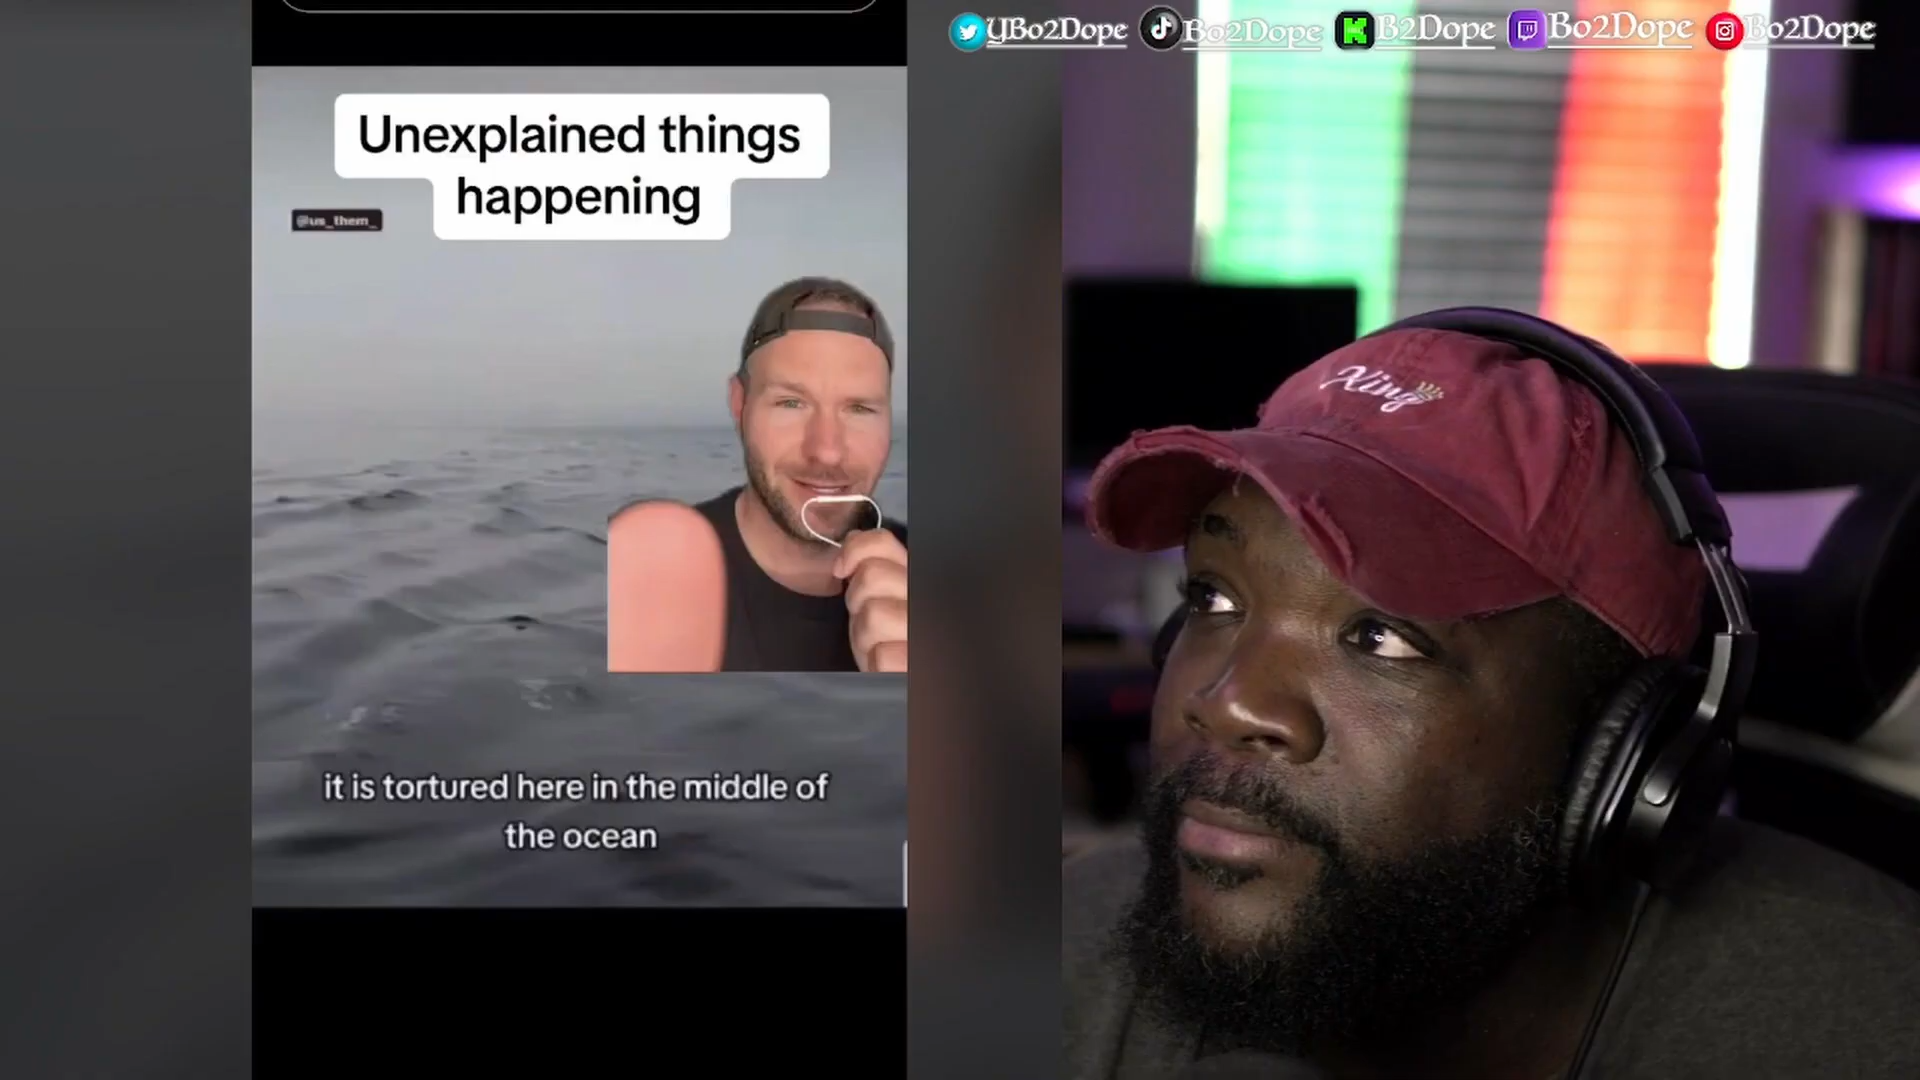 YBo2Dope Bo2Dope B2Dope Bo2Dope Bo2Dope
Unexplained things
happening
@us_them_
King
it is tortured here in the middle of
the ocean